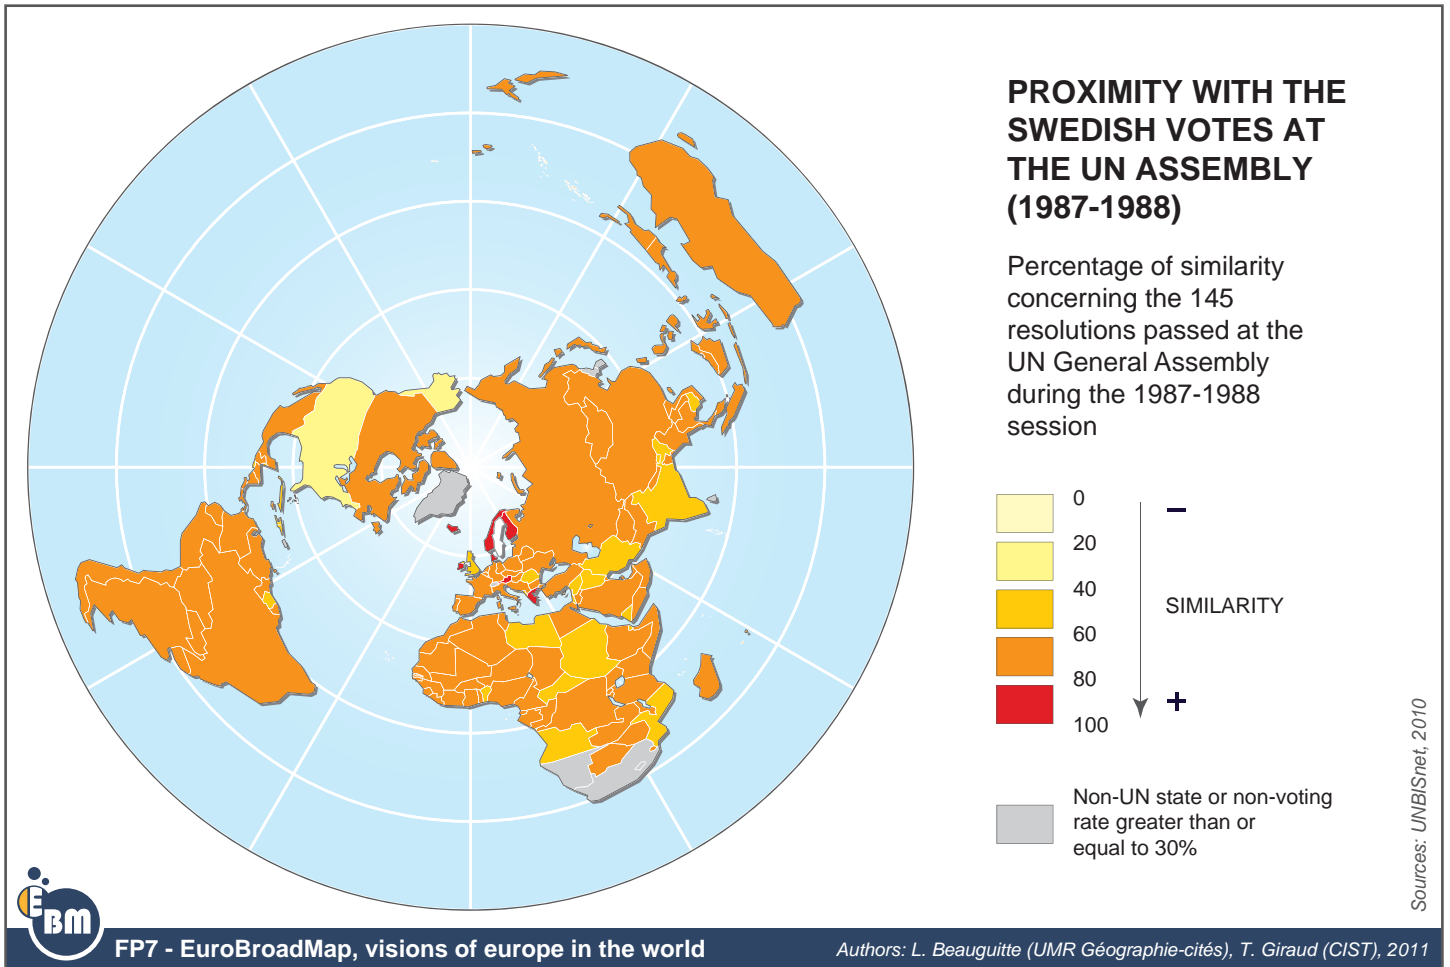 PROXIMITY WITH THE
SWEDISH VOTES AT
THE UN ASSEMBLY
(1987-1988)
Percentage of similarity
concerning the 145
resolutions passed at the
UN General Assembly
during the 1987-1988
session
0
20
40
60
80
100
−
SIMILARITY
+
Non-UN state or non-voting
rate greater than or
equal to 30%
Sources: UNBISnet, 2010
EBM
FP7 - EuroBroadMap, visions of europe in the world
Authors: L. Beauguitte (UMR Géographie-cités), T. Giraud (CIST), 2011